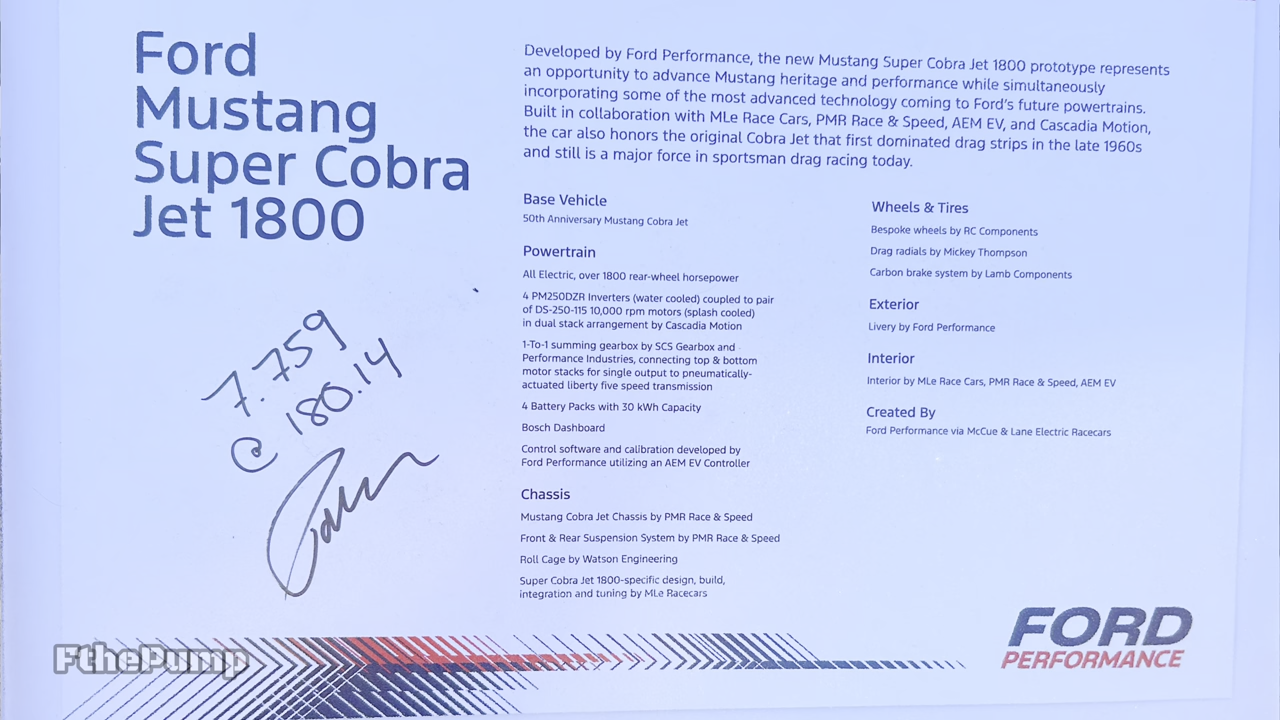 Ford
Mustang
Super Cobra
Jet 1800
7.759
@ 180.14
Developed by Ford Performance, the new Mustang Super Cobra Jet 1800 prototype represents
an opportunity to advance Mustang heritage and performance while simultaneously
incorporating some of the most advanced technology coming to Ford's future powertrains.
Built in collaboration with MLe Race Cars, PMR Race & Speed, AEM EV, and Cascadia Motion,
the car also honors the original Cobra Jet that first dominated drag strips in the late 1960s
and still is a major force in sportsman drag racing today.
Base Vehicle
50th Anniversary Mustang Cobra Jet
Powertrain
All Electric, over 1800 rear-wheel horsepower
4 PM250DZR Inverters (water cooled) coupled to pair
of DS-250-115 10,000 rpm motors (splash cooled)
in dual stack arrangement by Cascadia Motion
1-To-1 summing gearbox by SCS Gearbox and
Performance Industries, connecting top & bottom
motor stacks for single output to pneumatically-
actuated liberty five speed transmission
4 Battery Packs with 30 kWh Capacity
Bosch Dashboard
Control software and calibration developed by
Ford Performance utilizing an AEM EV Controller
Chassis
Mustang Cobra Jet Chassis by PMR Race & Speed
Front & Rear Suspension System by PMR Race & Speed
Roll Cage by Watson Engineering
Super Cobra Jet 1800-specific design, build,
integration and tuning by MLe Racecars
Wheels & Tires
Bespoke wheels by RC Components
Drag radials by Mickey Thompson
Carbon brake system by Lamb Components
Exterior
Livery by Ford Performance
Interior
Interior by MLe Race Cars, PMR Race & Speed, AEM EV
Created By
Ford Performance via McCue & Lane Electric Racecars
FORD
PERFORMANCE
FthePump